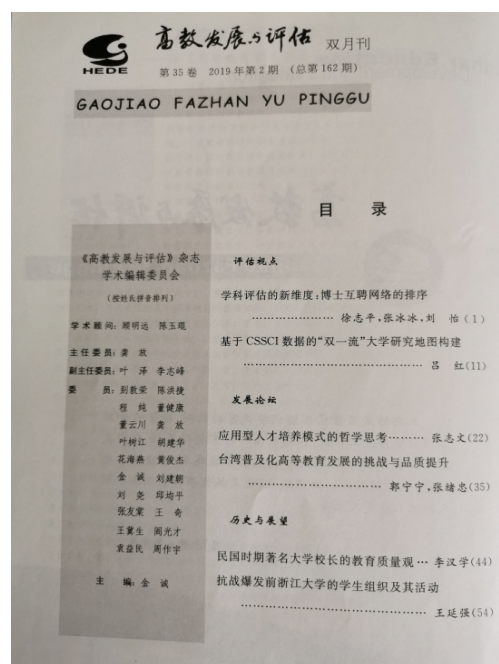 高教发展与评估 双月刊
HEDE
第35卷 2019年第2期 (总第162期)
GAOJIAO FAZHAN YU PINGGU
目 录
《高教发展与评估》杂志
学术编辑委员会
(按姓氏拼音排列)
学术顾问:顾明远 陈玉琨
主任委员:龚 放
副主任委员:叶 泽 李志峰
委 员:别敦荣 陈洪捷
程 纯 董健康
董云川 龚 放
叶树江 胡建华
花海燕 黄俊杰
金 诚 刘建朝
刘 尧 邱均平
张友棠 王 奇
王冀生 阎光才
袁益民 周作宇
主 编:金 诚
评估视点
学科评估的新维度:博士互聘网络的排序
…………………… 徐志平,张冰冰,刘 怡(1)
基于CSSCI数据的“双一流”大学研究地图构建
………………………………………… 吕 红(11)
发展论坛
应用型人才培养模式的哲学思考……… 张志文(22)
台湾普及化高等教育发展的挑战与品质提升
……………………………… 郭宁宁,张绪忠(35)
历史与展望
民国时期著名大学校长的教育质量观… 李汉学(44)
抗战爆发前浙江大学的学生组织及其活动
………………………………………… 王延强(54)